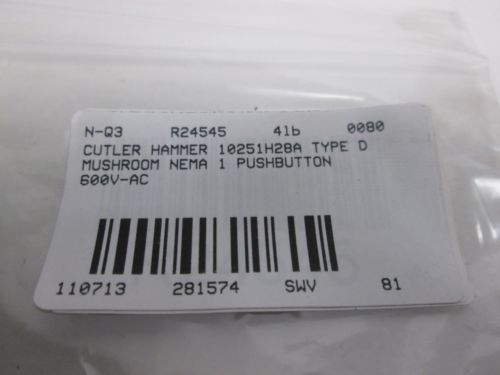 N-Q3 R24545 4lb 0080
CUTLER HAMMER 10251H28A TYPE D
MUSHROOM NEMA 1 PUSHBUTTON
600V-AC
110713 281574 SWV 81